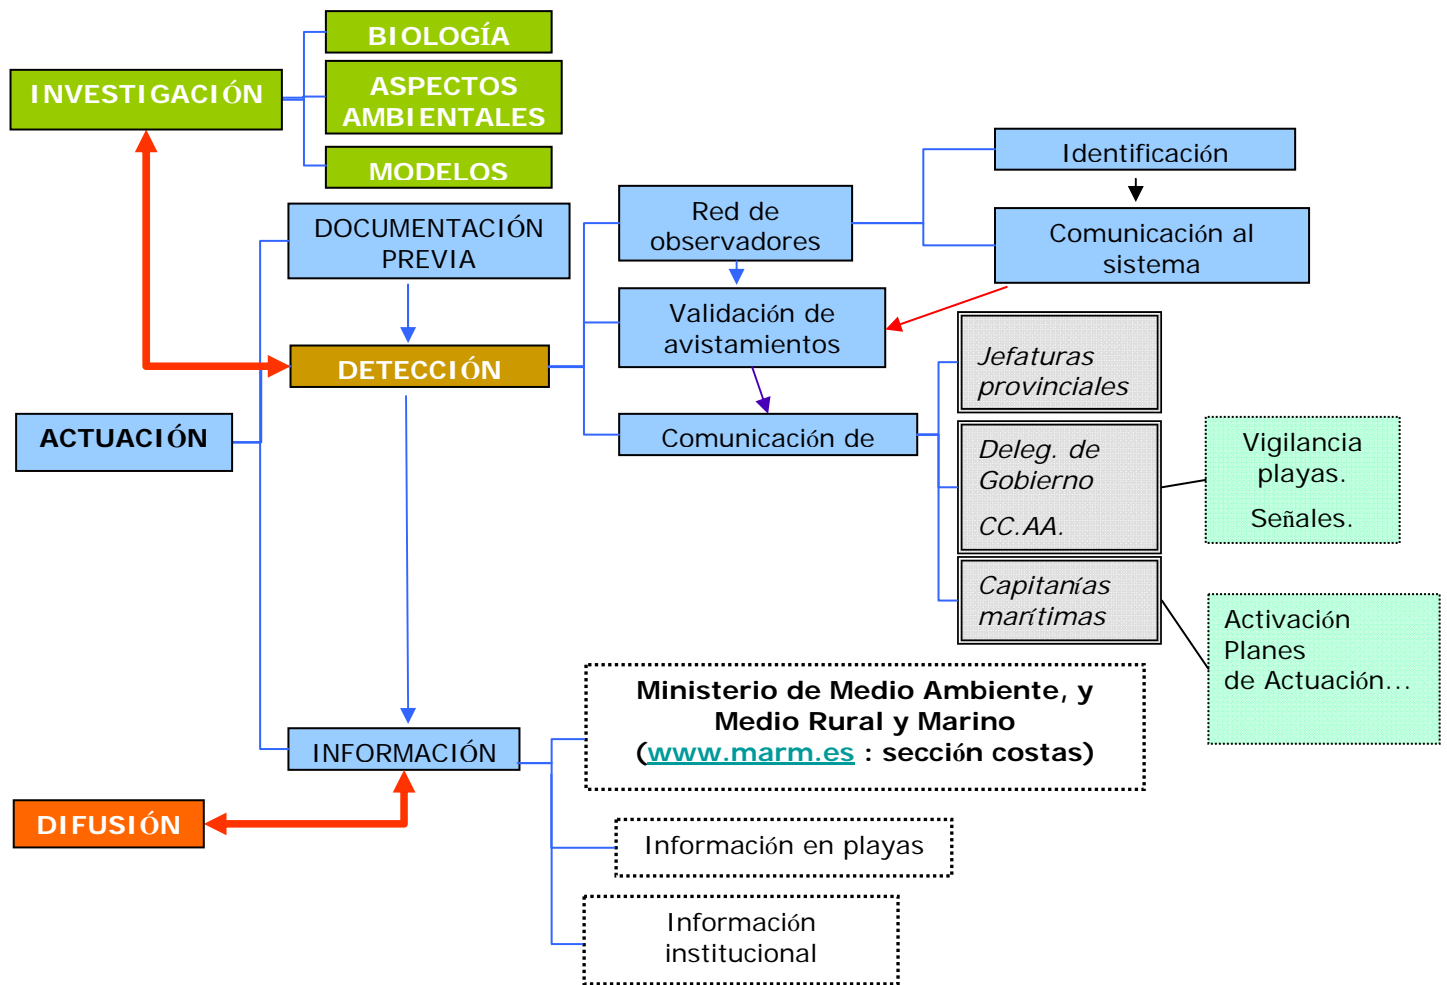 INVESTIGACIÓN
BIOLOGÍA
ASPECTOS
AMBIENTALES
MODELOS
ACTUACIÓN
DOCUMENTACIÓN
PREVIA
DETECCIÓN
Red de
observadores
Identificación
Comunicación al
sistema
Validación de
avistamientos
Comunicación de
Jefaturas
provinciales
Deleg. de
Gobierno
CC.AA.
Capitanías
marítimas
Vigilancia
playas.
Señales.
Activación
Planes
de Actuación...
INFORMACIÓN
Ministerio de Medio Ambiente, y
Medio Rural y Marino
(www.marm.es : sección costas)
Información en playas
Información
institucional
DIFUSIÓN